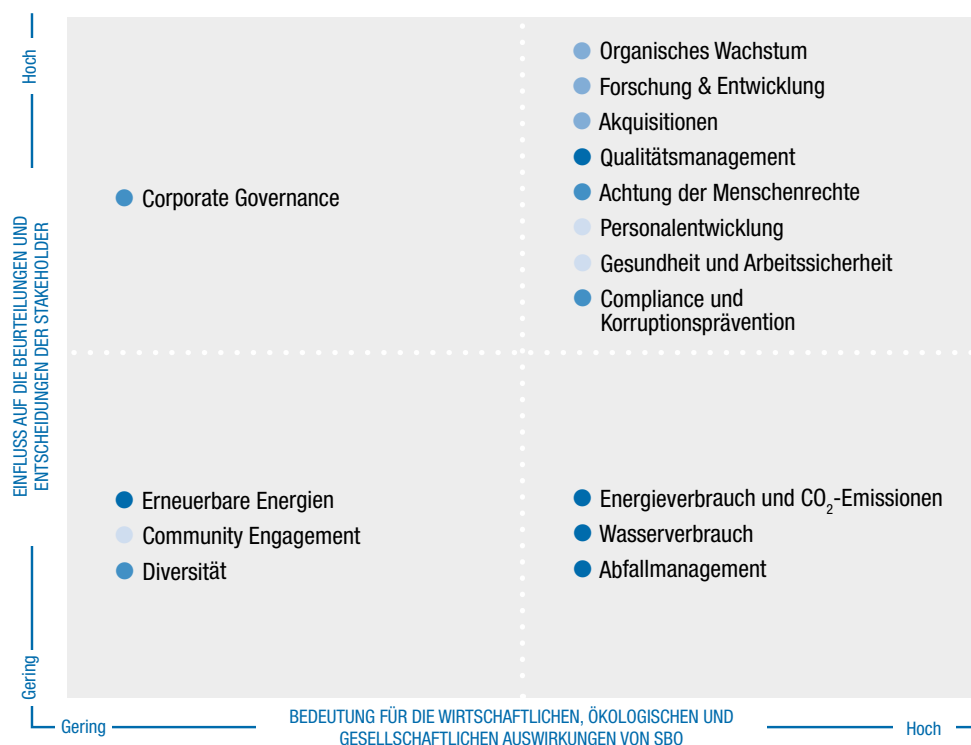 Hoch
EINFLUSS AUF DIE BEURTEILUNGEN UND
ENTSCHEIDUNGEN DER STAKEHOLDER
Gering
Corporate Governance
Organisches Wachstum
Forschung & Entwicklung
Akquisitionen
Qualitätsmanagement
Achtung der Menschenrechte
Personalentwicklung
Gesundheit und Arbeitssicherheit
Compliance und
Korruptionsprävention
Erneuerbare Energien
Community Engagement
Diversität
Energieverbrauch und CO₂-Emissionen
Wasserverbrauch
Abfallmanagement
Gering
BEDEUTUNG FÜR DIE WIRTSCHAFTLICHEN, ÖKOLOGISCHEN UND
GESELLSCHAFTLICHEN AUSWIRKUNGEN VON SBO
Hoch